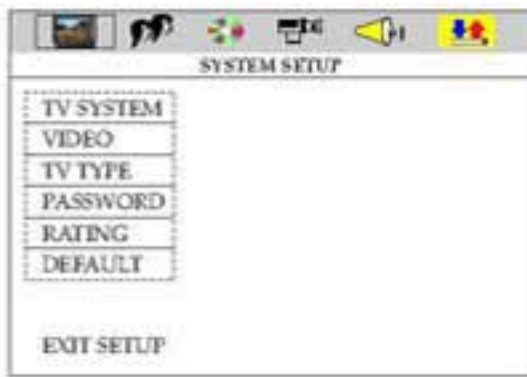 SYSTEM SETUP
TV SYSTEM
VIDEO
TV TYPE
PASSWORD
RATING
DEFAULT
EXIT SETUP